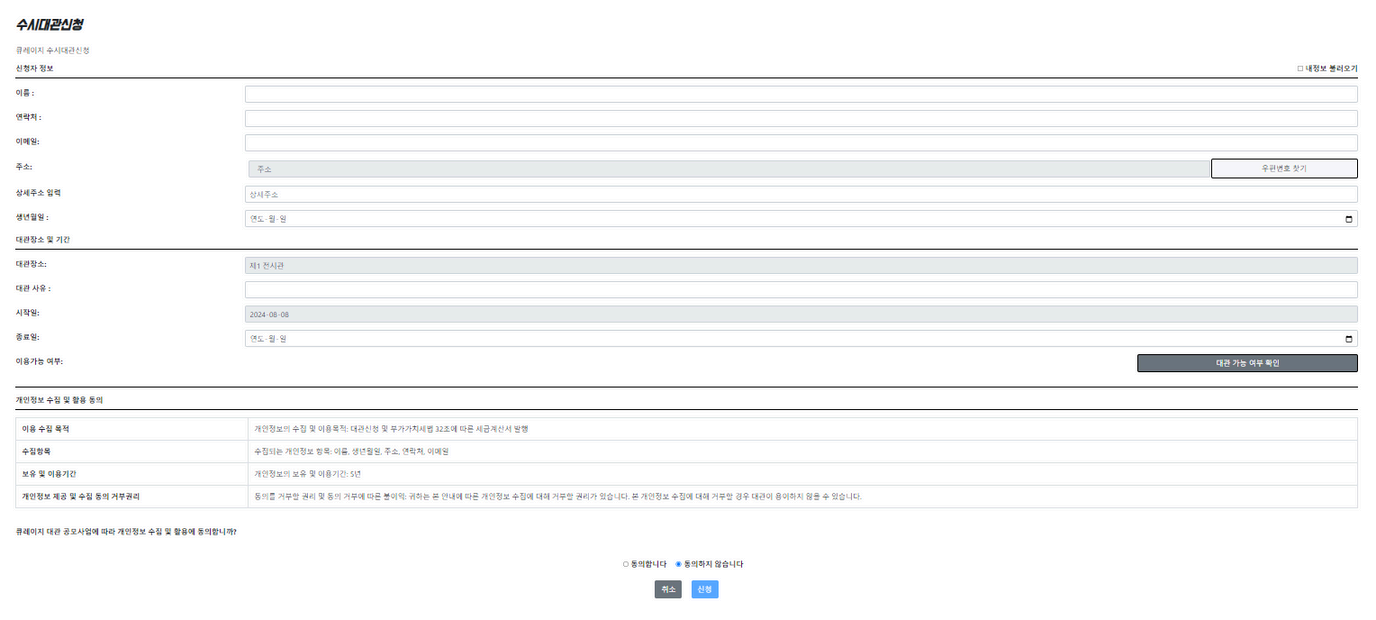 수시대관신청
큐레이지 수시대관신청
신청자 정보
내정보 불러오기
이름 :
연락처 :
이메일:
주소:
주소
우편번호 찾기
상세주소 입력
상세주소
생년월일 :
연도-월-일
대관장소 및 기간
대관장소:
제1 전시관
대관 사유 :
시작일:
2024-08-08
종료일:
연도-월-일
이용가능 여부:
대관 가능 여부 확인
개인정보 수집 및 활용 동의
이용 수집 목적
개인정보의 수집 및 이용목적: 대관신청 및 부가가치세법 32조에 따른 세금계산서 발행
수집항목
수집되는 개인정보 항목: 이름, 생년월일, 주소, 연락처, 이메일
보유 및 이용기간
개인정보의 보유 및 이용기간: 5년
개인정보 제공 및 수집 동의 거부권리
동의를 거부할 권리 및 동의 거부에 따른 불이익: 귀하는 본 안내에 따른 개인정보 수집에 대해 거부할 권리가 있습니다. 본 개인정보 수집에 대해 거부할 경우 대관이 용이하지 않을 수 있습니다.
큐레이지 대관 공모사업에 따라 개인정보 수집 및 활용에 동의합니까?
동의합니다 동의하지 않습니다
취소 신청